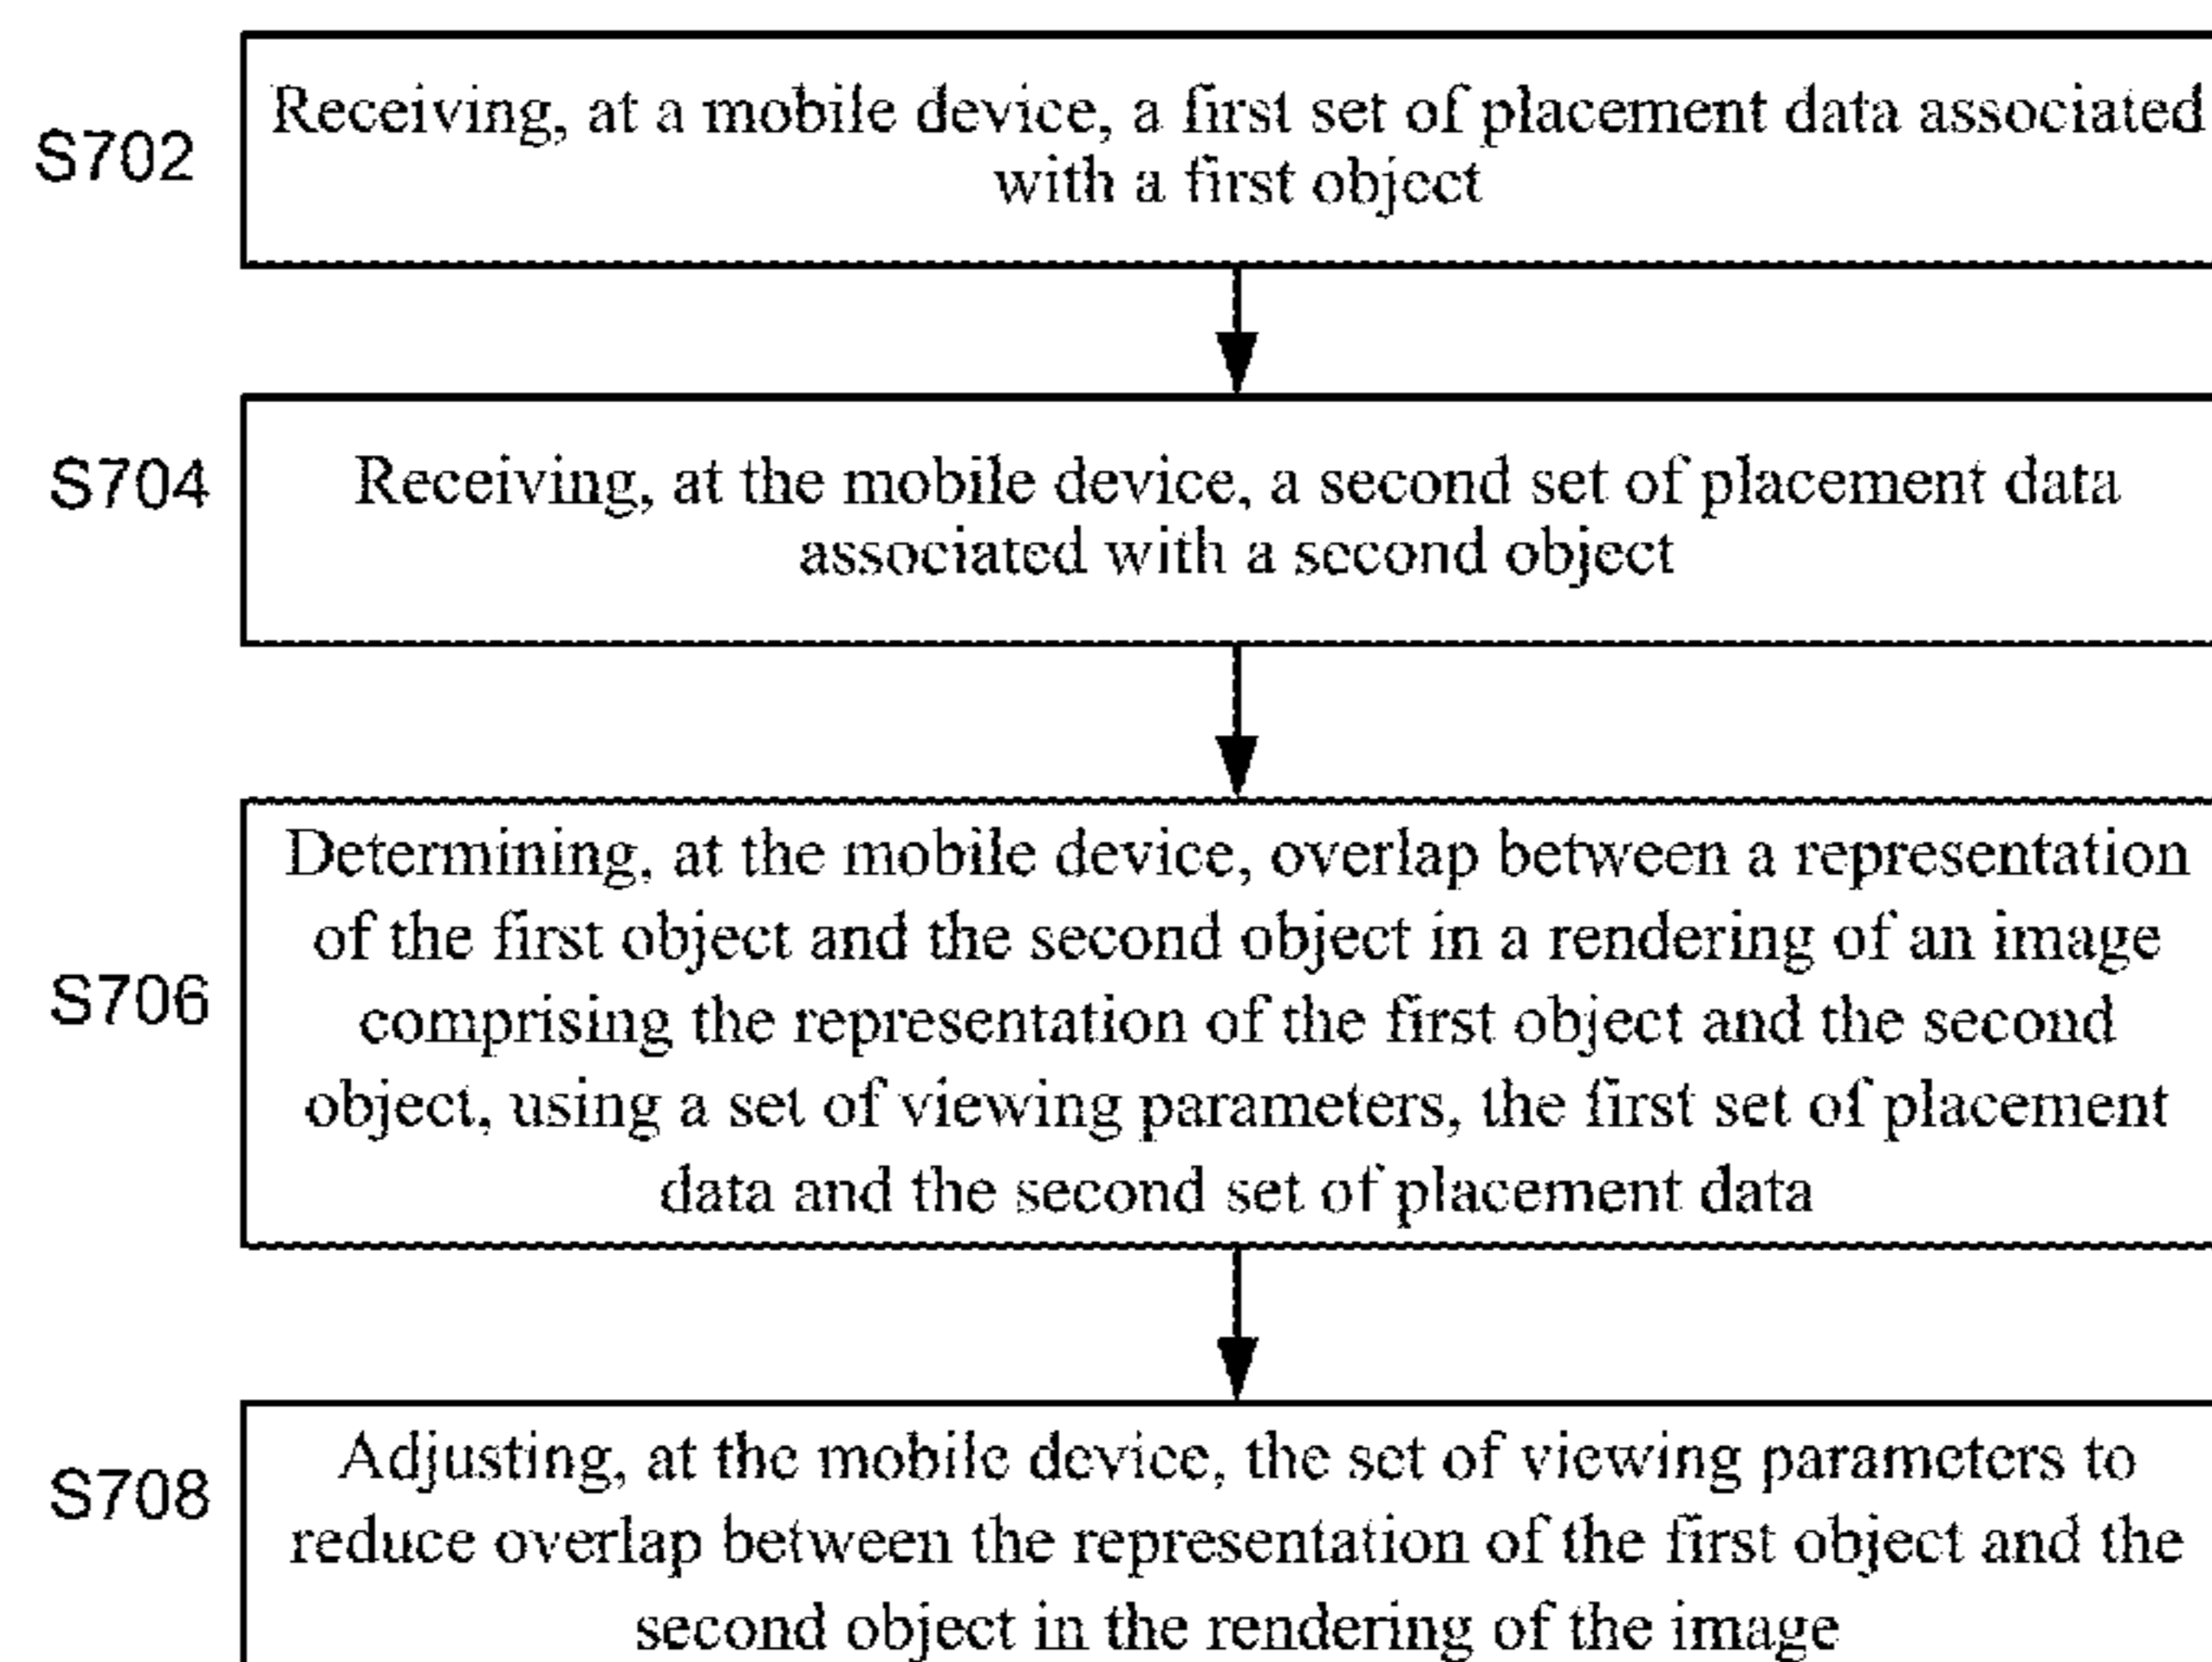 S702
Receiving, at a mobile device, a first set of placement data associated
with a first object
S704
Receiving, at the mobile device, a second set of placement data
associated with a second object
S706
Determining, at the mobile device, overlap between a representation
of the first object and the second object in a rendering of an image
comprising the representation of the first object and the second
object, using a set of viewing parameters, the first set of placement
data and the second set of placement data
S708
Adjusting, at the mobile device, the set of viewing parameters to
reduce overlap between the representation of the first object and the
second object in the rendering of the image